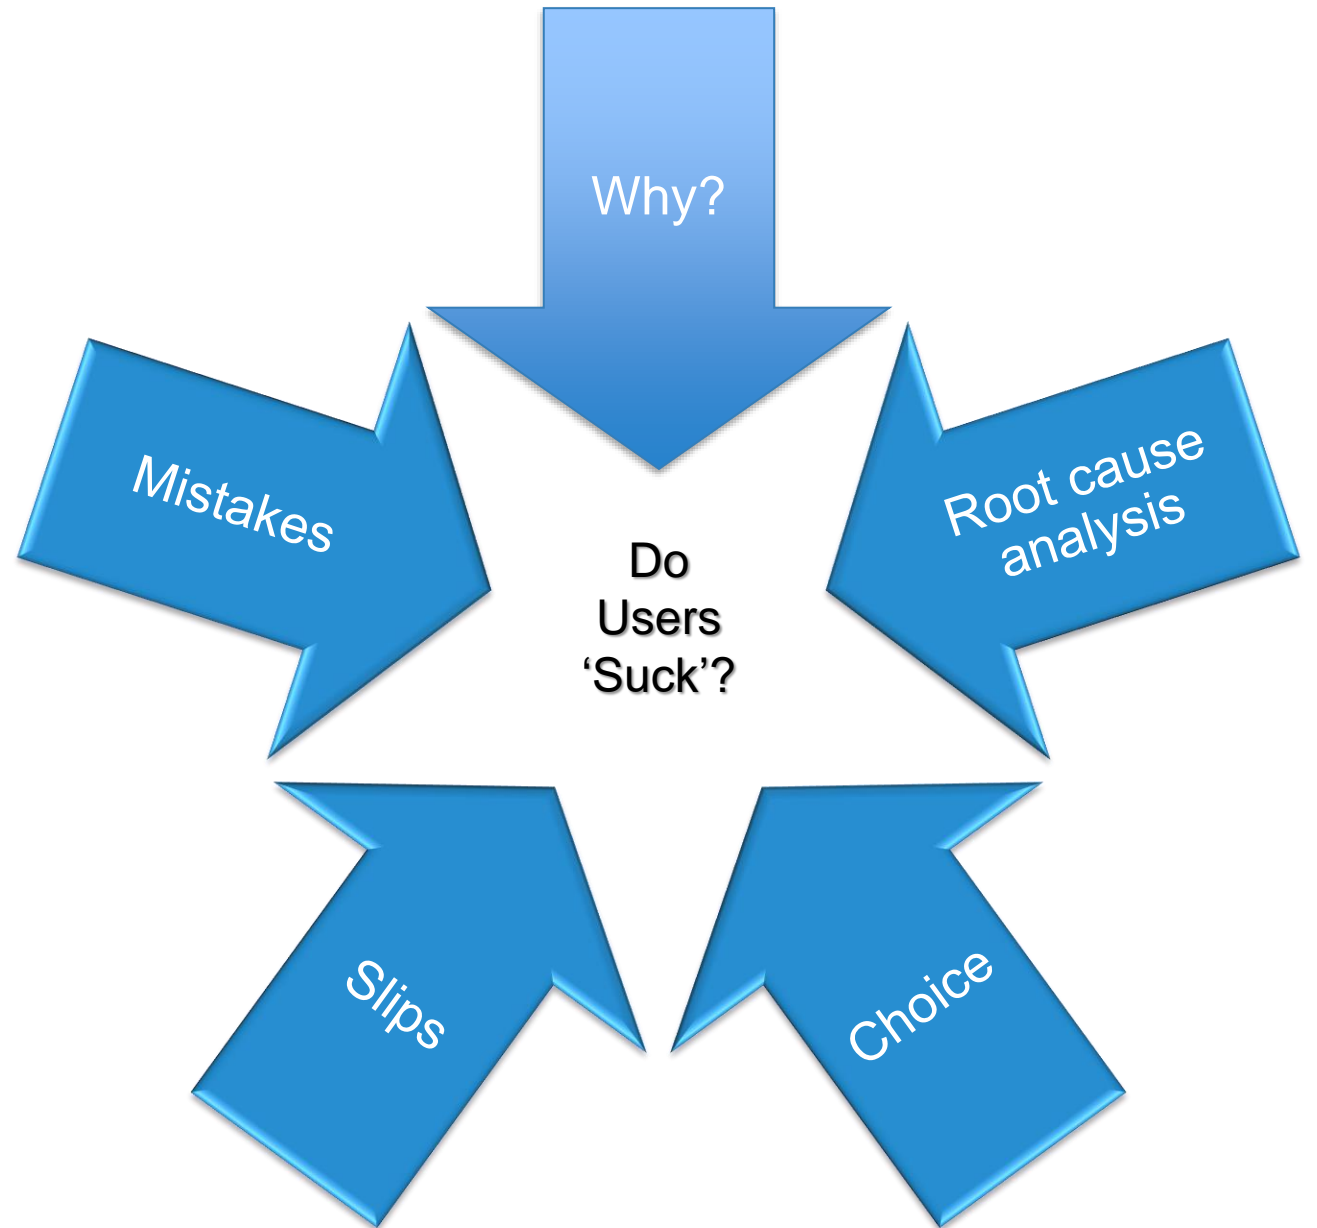 Why?
Mistakes
Root cause
analysis
Do
Users
‘Suck’?
Slips
Choice